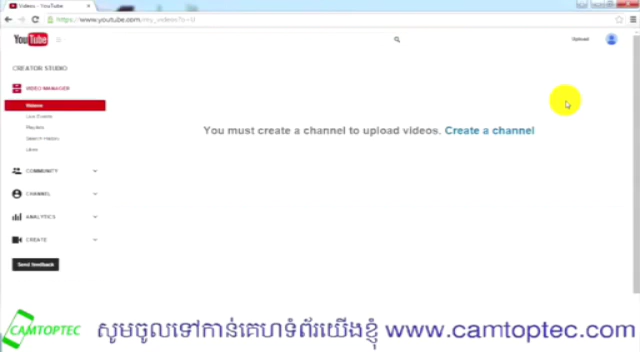 Videos - YouTube
https://www.youtube.com/my_videos?o=U
YouTube
Upload
CREATOR STUDIO
VIDEO MANAGER
Videos
Live Events
Playlists
Search History
Likes
You must create a channel to upload videos. Create a channel
COMMUNITY
CHANNEL
ANALYTICS
CREATE
Send feedback
CAMTOPTEC
សូមចូលទៅកាន់គេហទំព័រយើងខ្ញុំ www.camtoptec.com